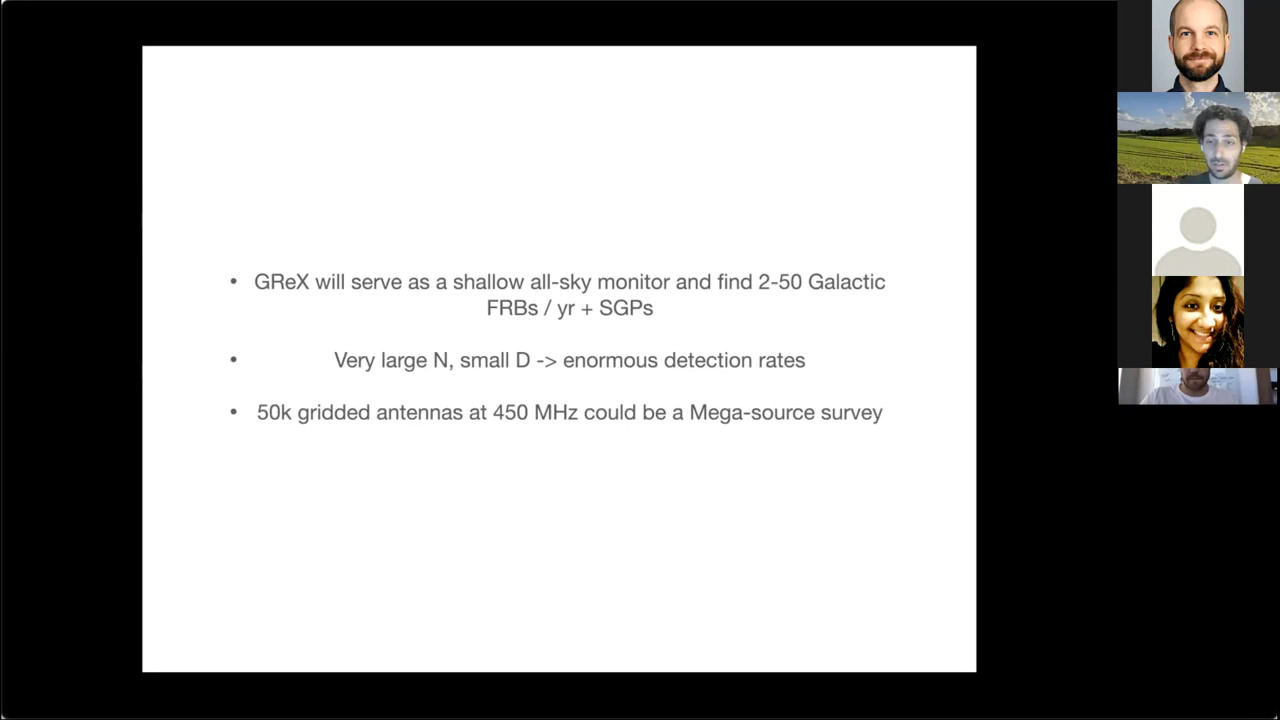 • GReX will serve as a shallow all-sky monitor and find 2-50 Galactic
FRBs / yr + SGPs
• Very large N, small D -> enormous detection rates
• 50k gridded antennas at 450 MHz could be a Mega-source survey